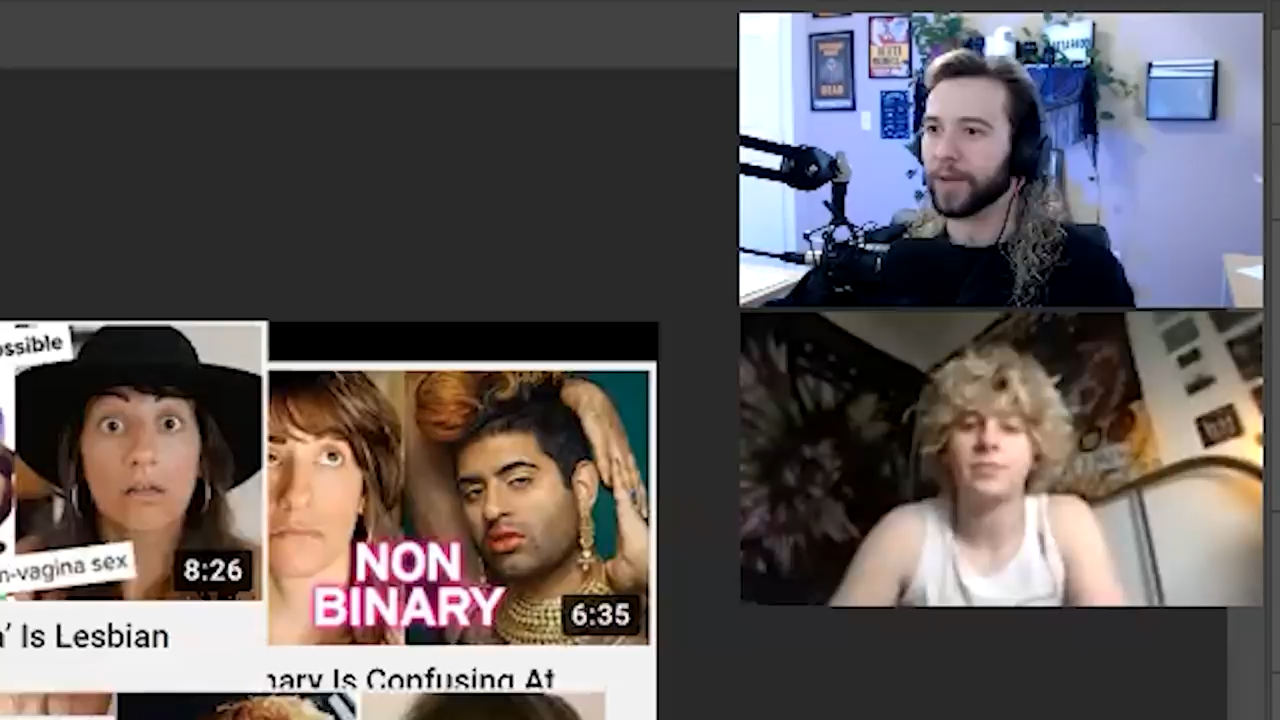 ossible
n-vagina sex
8:26
a' Is Lesbian
NON
BINARY
6:35
nary Is Confusing At